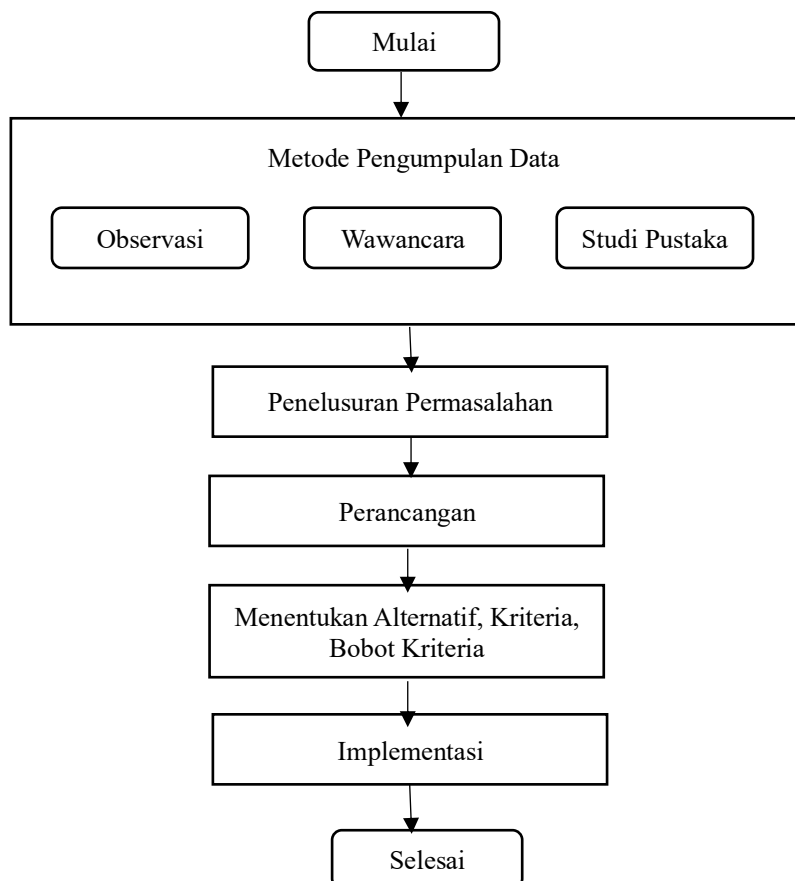 Mulai
Metode Pengumpulan Data
Observasi
Wawancara
Studi Pustaka
Penelusuran Permasalahan
Perancangan
Menentukan Alternatif, Kriteria,
Bobot Kriteria
Implementasi
Selesai